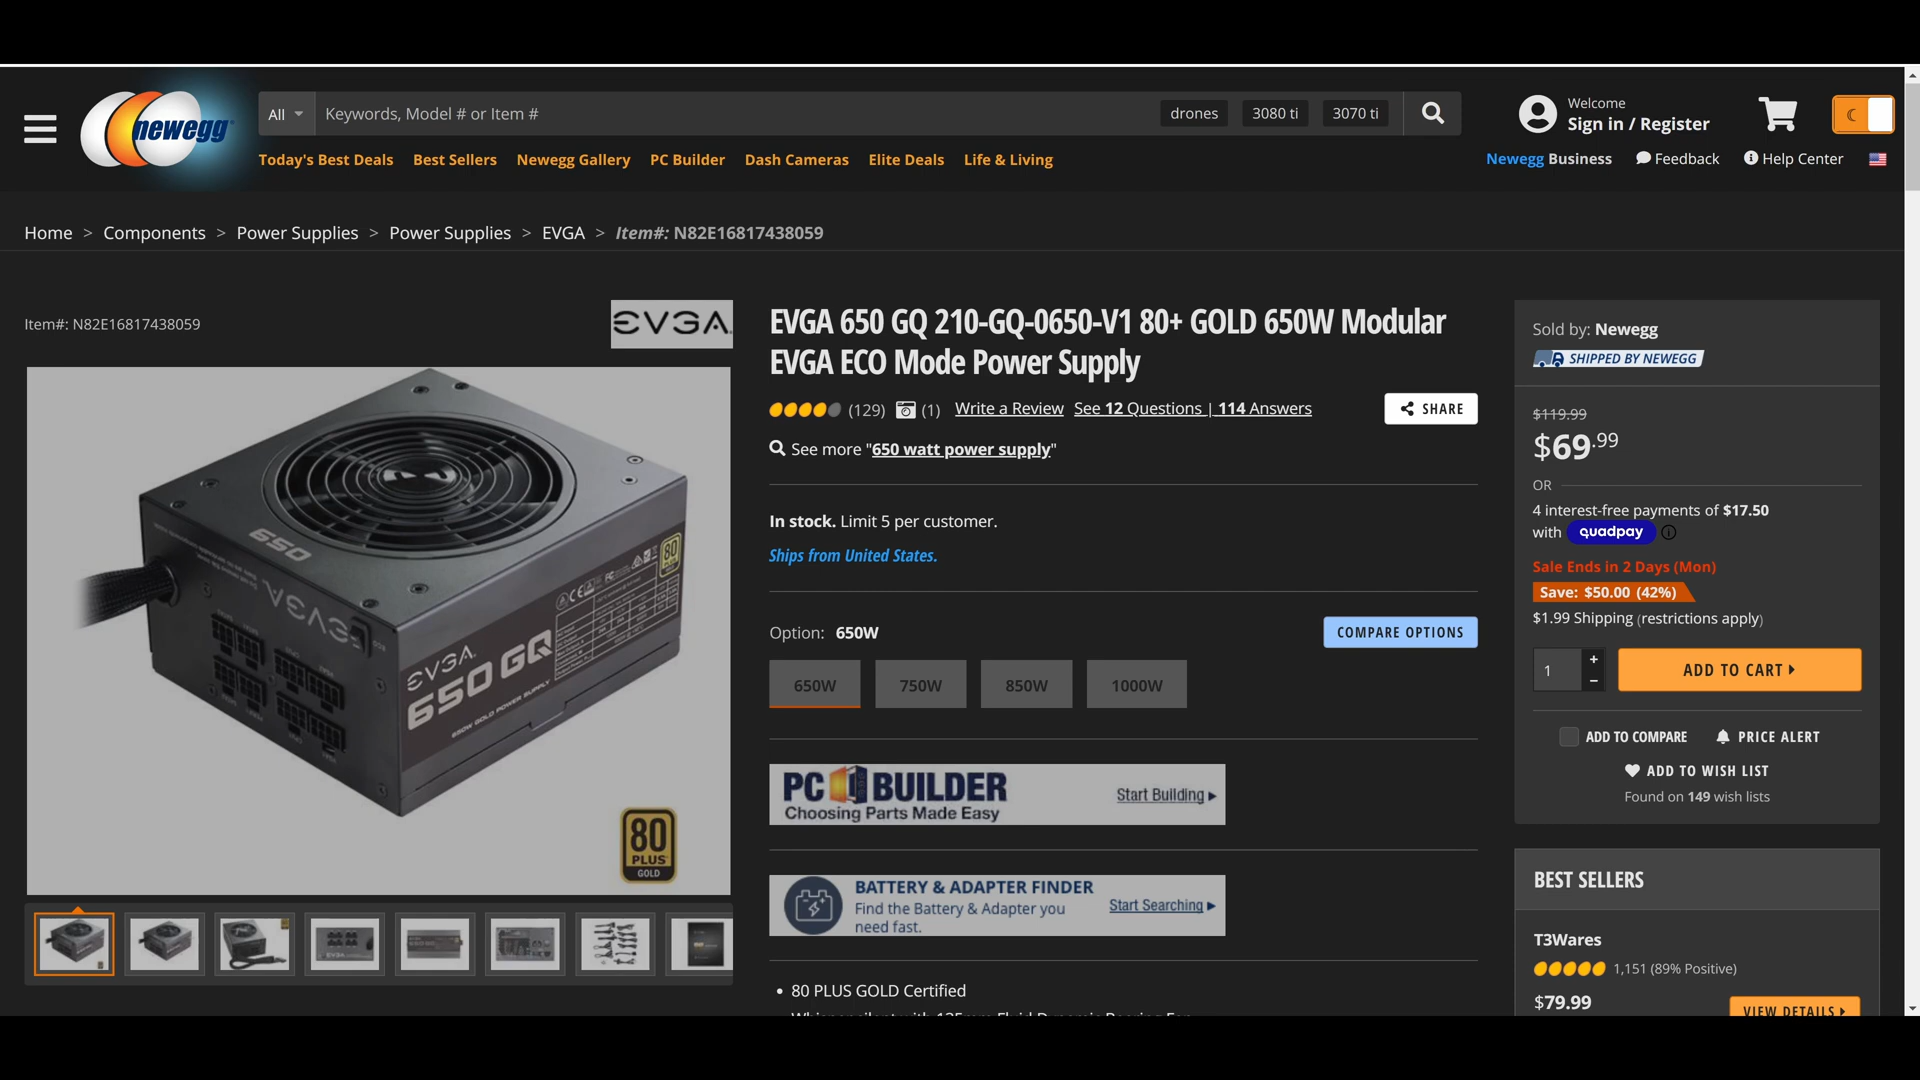 newegg
All
Keywords, Model # or Item #
drones
3080 ti
3070 ti
Welcome
Sign in / Register
Today's Best Deals
Best Sellers
Newegg Gallery
PC Builder
Dash Cameras
Elite Deals
Life & Living
Newegg Business
Feedback
Help Center
Home > Components > Power Supplies > Power Supplies > EVGA > Item#: N82E16817438059
Item#: N82E16817438059
EVGA
650
EVGA
EVGA
650 GQ
650W GOLD POWER SUPPLY
80
PLUS
GOLD
EVGA 650 GQ 210-GQ-0650-V1 80+ GOLD 650W Modular
EVGA ECO Mode Power Supply
(129)
(1)
Write a Review
See 12 Questions | 114 Answers
SHARE
See more "650 watt power supply"
In stock. Limit 5 per customer.
Ships from United States.
Option: 650W
COMPARE OPTIONS
650W
750W
850W
1000W
PC BUILDER
Choosing Parts Made Easy
Start Building
BATTERY & ADAPTER FINDER
Find the Battery & Adapter you
need fast.
Start Searching
• 80 PLUS GOLD Certified
Sold by: Newegg
SHIPPED BY NEWEGG
$119.99
$69.99
OR
4 interest-free payments of $17.50
with quadpay
Sale Ends in 2 Days (Mon)
Save: $50.00 (42%)
$1.99 Shipping (restrictions apply)
1
+
−
ADD TO CART
ADD TO COMPARE
PRICE ALERT
ADD TO WISH LIST
Found on 149 wish lists
BEST SELLERS
T3Wares
1,151 (89% Positive)
$79.99
VIEW DETAILS